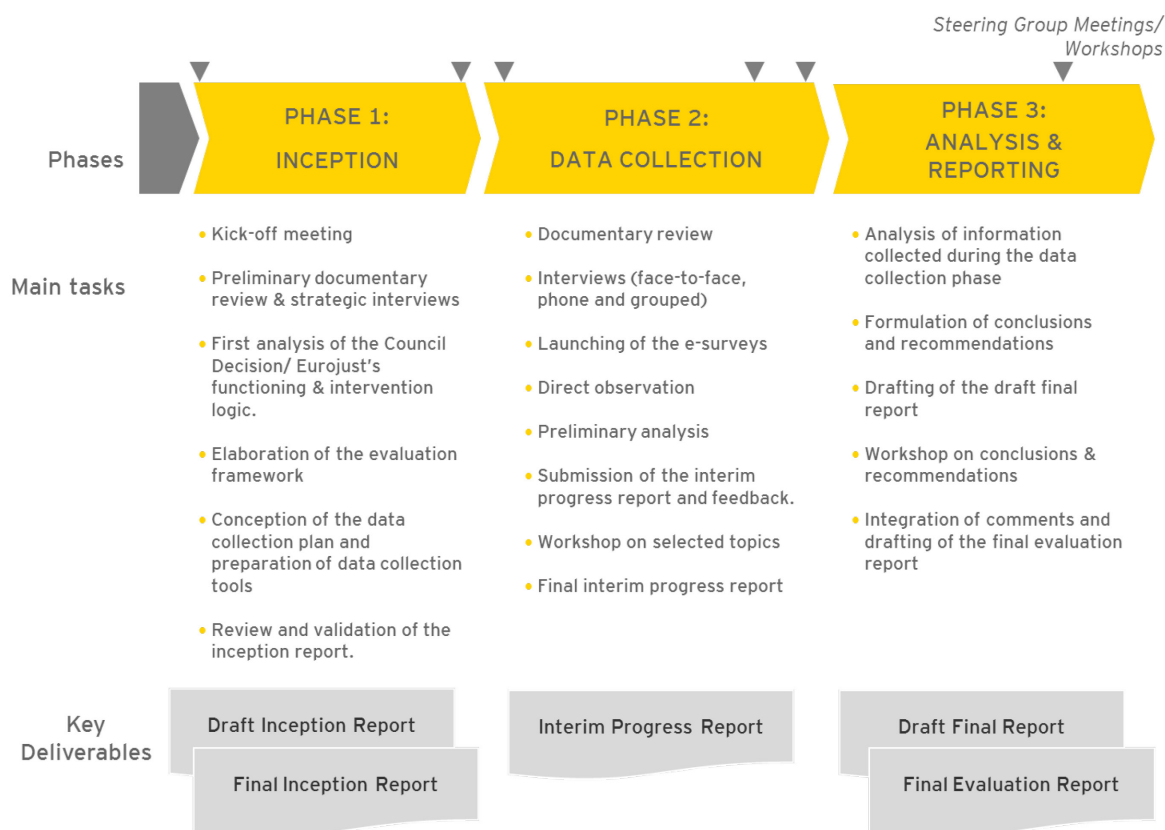 Steering Group Meetings/
Workshops
Phases
PHASE 1:
INCEPTION
PHASE 2:
DATA COLLECTION
PHASE 3:
ANALYSIS &
REPORTING
Main tasks
• Kick-off meeting
• Preliminary documentary
review & strategic interviews
• First analysis of the Council
Decision/ Eurojust's
functioning & intervention
logic.
• Elaboration of the evaluation
framework
• Conception of the data
collection plan and
preparation of data collection
tools
• Review and validation of the
inception report.
• Documentary review
• Interviews (face-to-face,
phone and grouped)
• Launching of the e-surveys
• Direct observation
• Preliminary analysis
• Submission of the interim
progress report and feedback.
• Workshop on selected topics
• Final interim progress report
• Analysis of information
collected during the data
collection phase
• Formulation of conclusions
and recommendations
• Drafting of the draft final
report
• Workshop on conclusions &
recommendations
• Integration of comments and
drafting of the final evaluation
report
Key
Deliverables
Draft Inception Report
Final Inception Report
Interim Progress Report
Draft Final Report
Final Evaluation Report